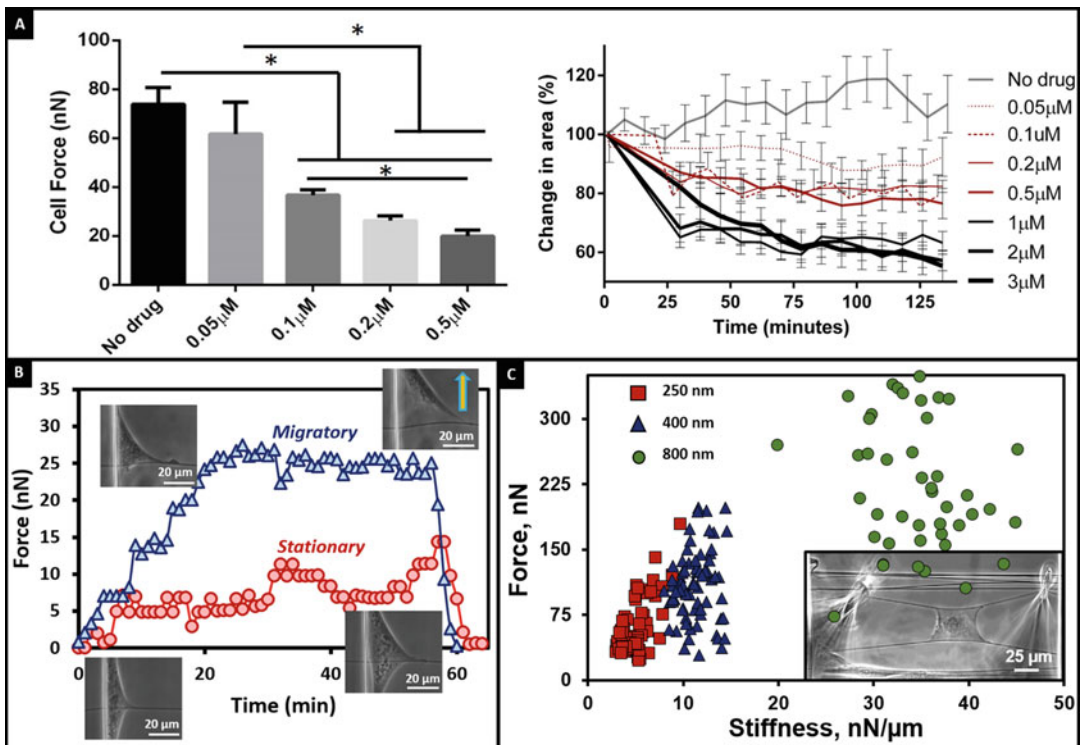 A
Cell Force (nN)
100
80
60
40
20
0
*
*
*
No drug
0.05µM
0.1µM
0.2µM
0.5µM
Change in area (%)
120
100
80
60
0
25
50
75
100
125
Time (minutes)
No drug
0.05µM
0.1uM
0.2µM
0.5µM
1µM
2µM
3µM
B
Force (nN)
35
30
25
20
15
10
5
0
0
20
40
60
Time (min)
Migratory
Stationary
20 µm
20 µm
20 µm
20 µm
C
Force, nN
300
225
150
75
0
0
10
20
30
40
50
Stiffness, nN/µm
250 nm
400 nm
800 nm
25 µm